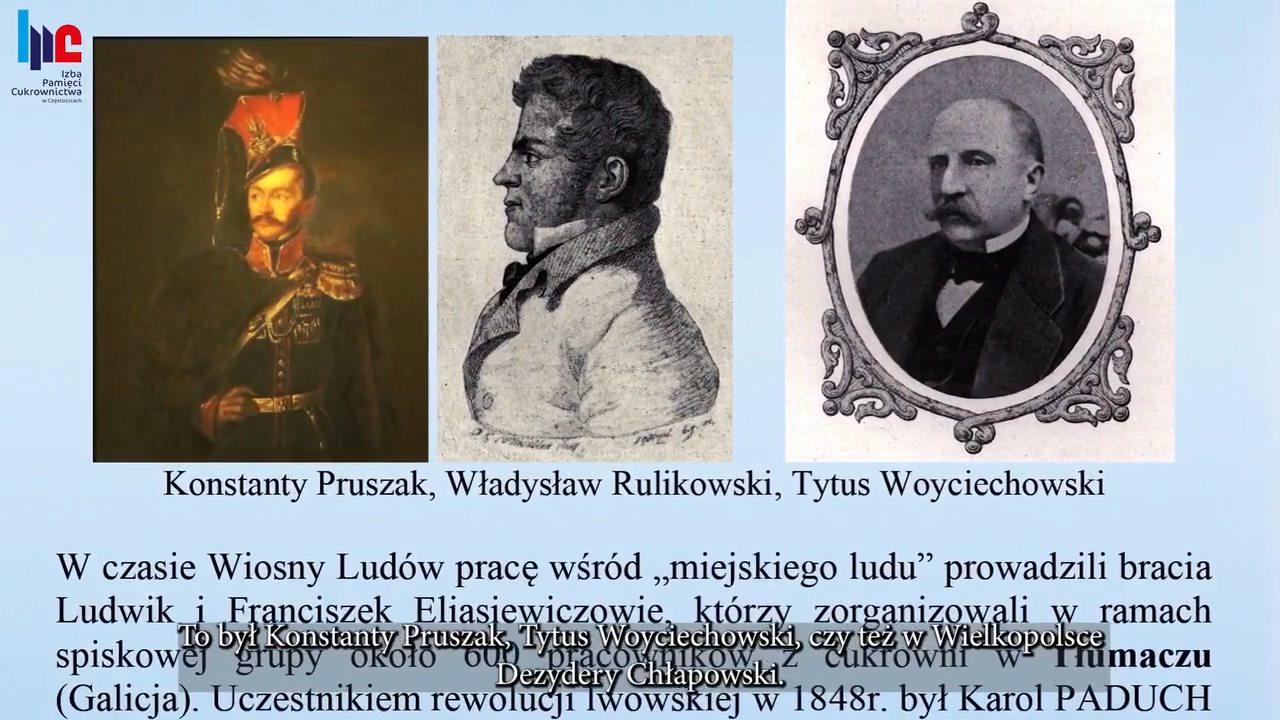 Izba
Pamięci
Cukrownictwa
w Częstocicach
Konstanty Pruszak, Władysław Rulikowski, Tytus Woyciechowski
W czasie Wiosny Ludów pracę wśród „miejskiego ludu” prowadzili bracia
Ludwik i Franciszek Eliasiewiczowie, którzy zorganizowali w ramach
spiskowej grupy około 600 pracowników z cukrowni w Tłumaczu
(Galicja). Uczestnikiem rewolucji lwowskiej w 1848r. był Karol PADUCH
To był Konstanty Pruszak, Tytus Woyciechowski, czy też w Wielkopolsce
Dezydery Chłapowski.